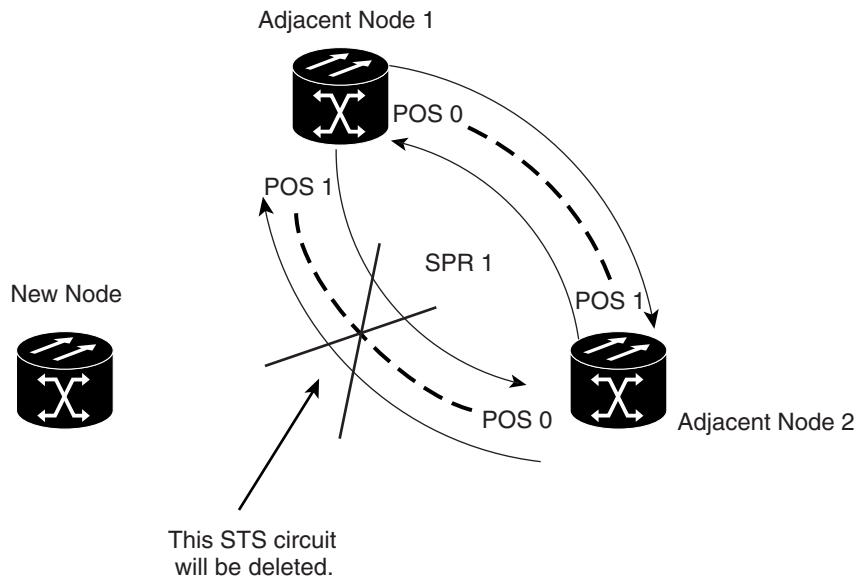 Adjacent Node 1
POS 0
POS 1
SPR 1
New Node
POS 1
POS 0
Adjacent Node 2
This STS circuit
will be deleted.